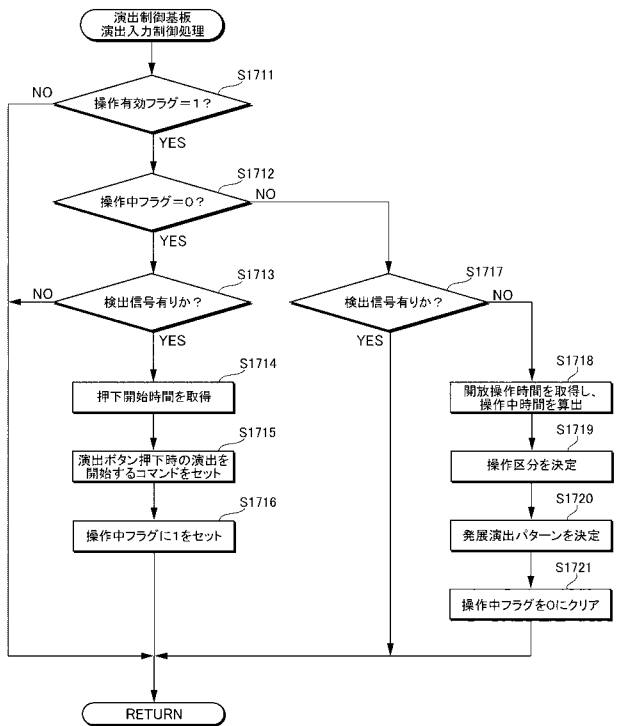 演出制御基板
演出入力制御処理
S1711
操作有効フラグ＝1？
NO
YES
S1712
操作中フラグ＝0？
NO
YES
S1713
検出信号有りか？
NO
YES
S1717
検出信号有りか？
NO
YES
S1714
押下開始時間を取得
S1715
演出ボタン押下時の演出を
開始するコマンドをセット
S1716
操作中フラグに1をセット
S1718
開放操作時間を取得し、
操作中時間を算出
S1719
操作区分を決定
S1720
発展演出パターンを決定
S1721
操作中フラグを0にクリア
RETURN